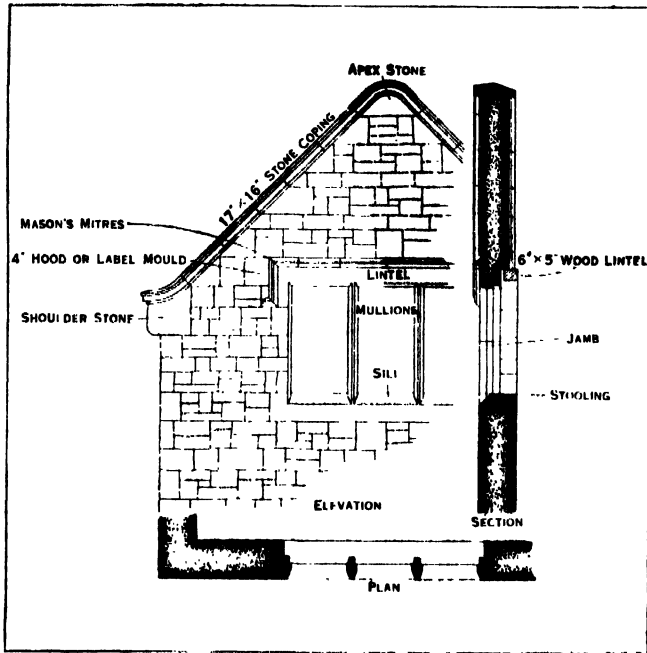 APEX STONE
17" × 16" STONE COPING
MASON'S MITRES
4" HOOD OR LABEL MOULD
LINTEL
6" × 5" WOOD LINTEL
SHOULDER STONE
MULLIONS
JAMB
SILL
STOOLING
ELEVATION
SECTION
PLAN